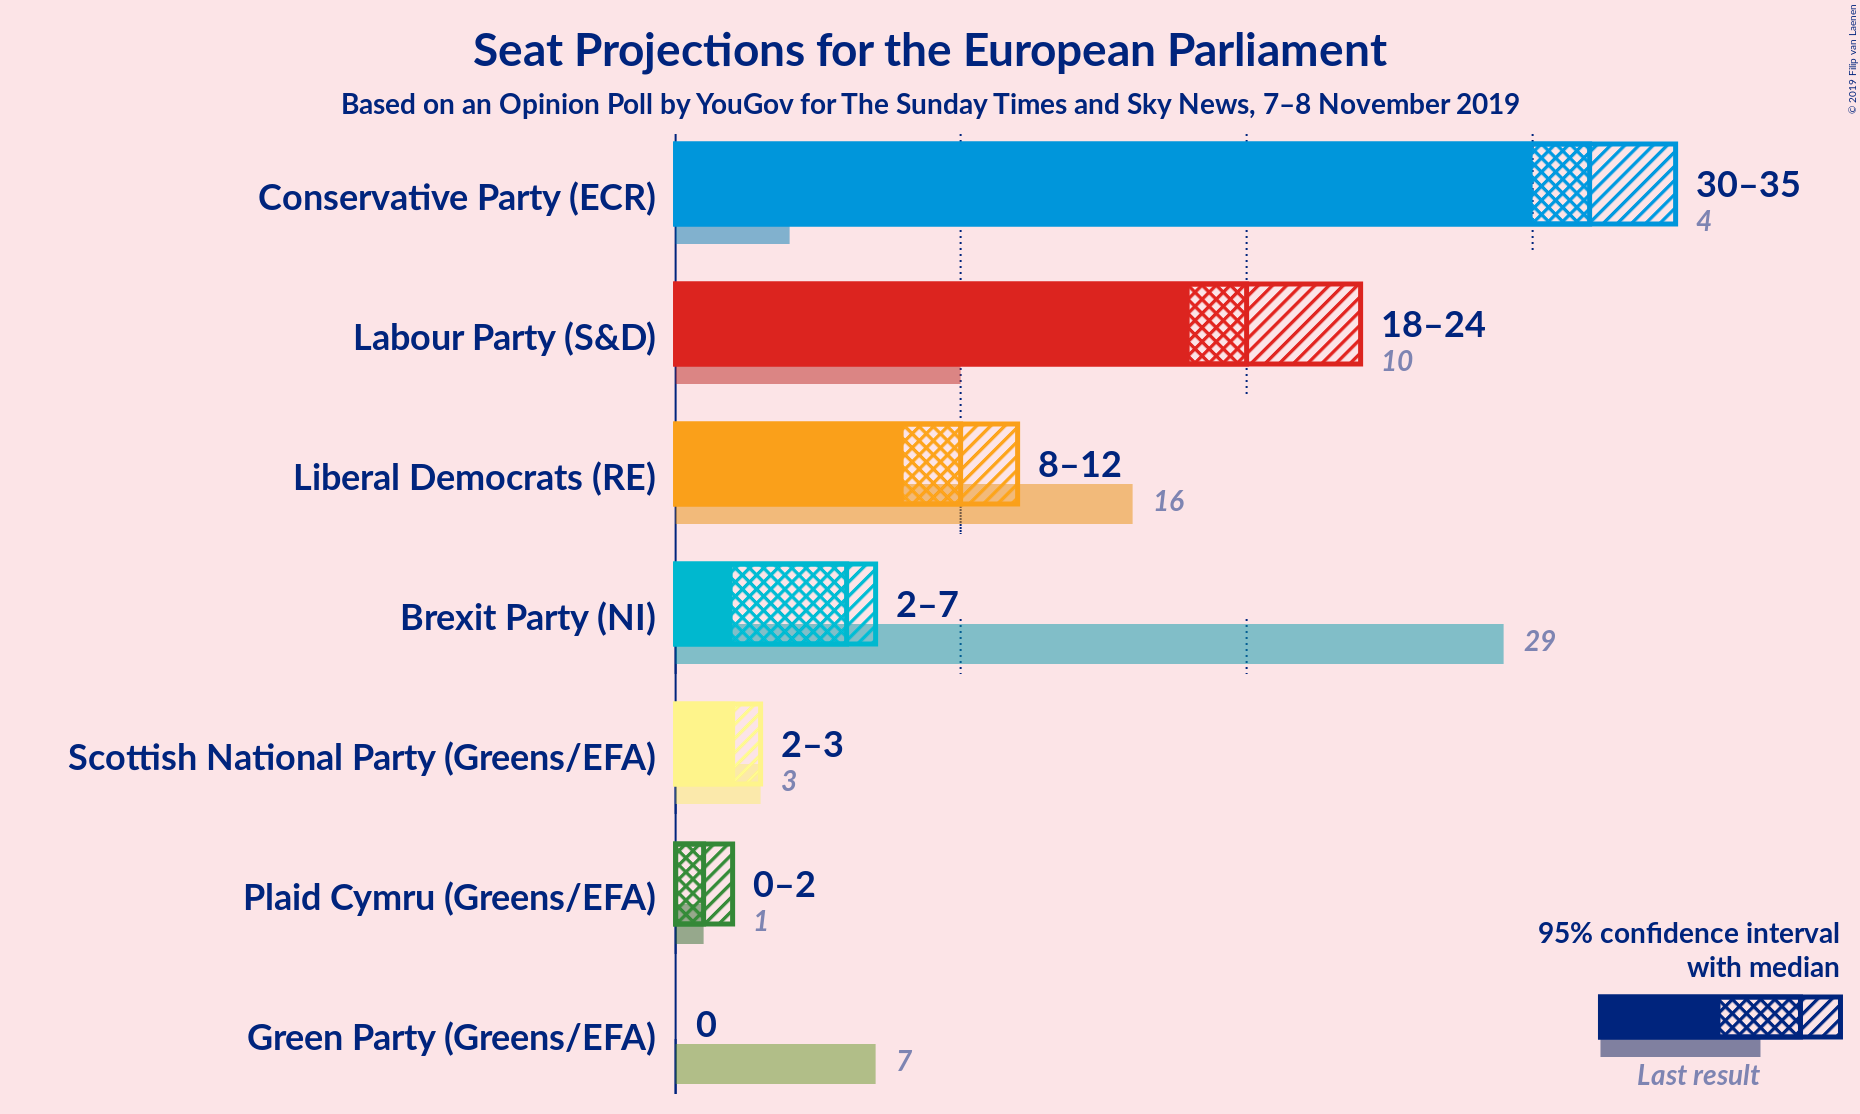 Seat Projections for the European Parliament
Based on an Opinion Poll by YouGov for The Sunday Times and Sky News, 7–8 November 2019
© 2019 Filip van Laenen
Conservative Party (ECR)
30–35
4
Labour Party (S&D)
18–24
10
Liberal Democrats (RE)
8–12
16
Brexit Party (NI)
2–7
29
Scottish National Party (Greens/EFA)
2–3
3
Plaid Cymru (Greens/EFA)
0–2
1
Green Party (Greens/EFA)
0
7
95% confidence interval
with median
Last result